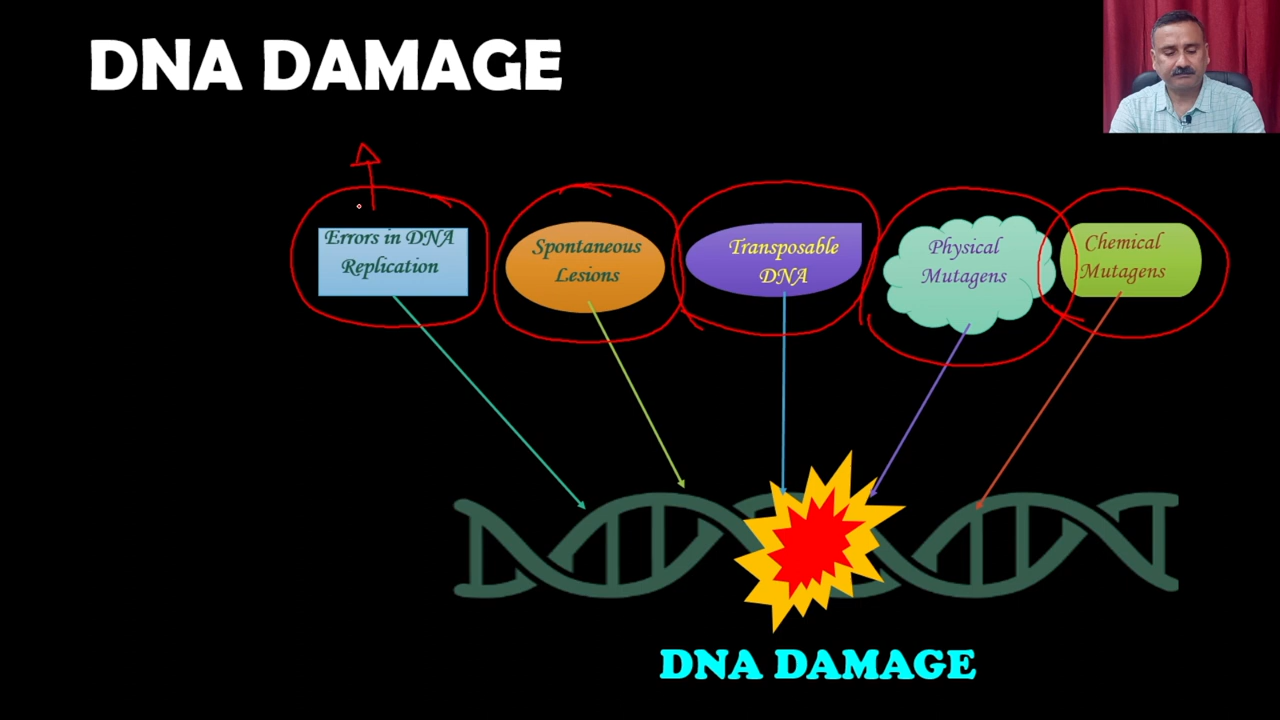 DNA DAMAGE
Errors in DNA
Replication
Spontaneous
Lesions
Transposable
DNA
Physical
Mutagens
Chemical
Mutagens
DNA DAMAGE